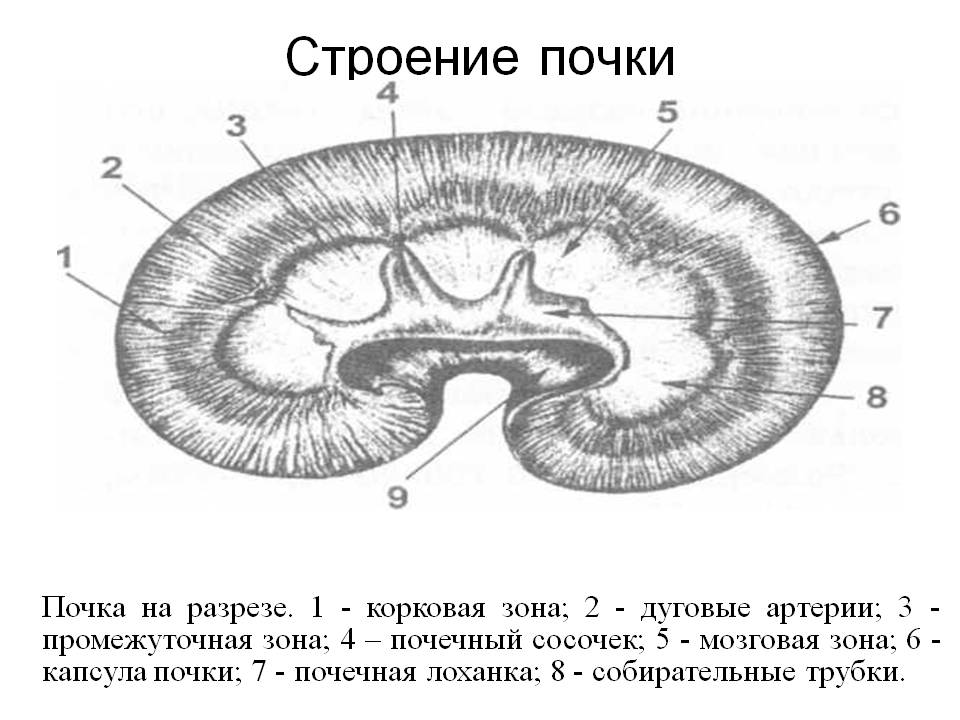 Строение почки
4
5
3
2
6
1
7
8
9
Почка на разрезе. 1 - корковая зона; 2 - дуговые артерии; 3 -
промежуточная зона; 4 – почечный сосочек; 5 - мозговая зона; 6 -
капсула почки; 7 - почечная лоханка; 8 - собирательные трубки.